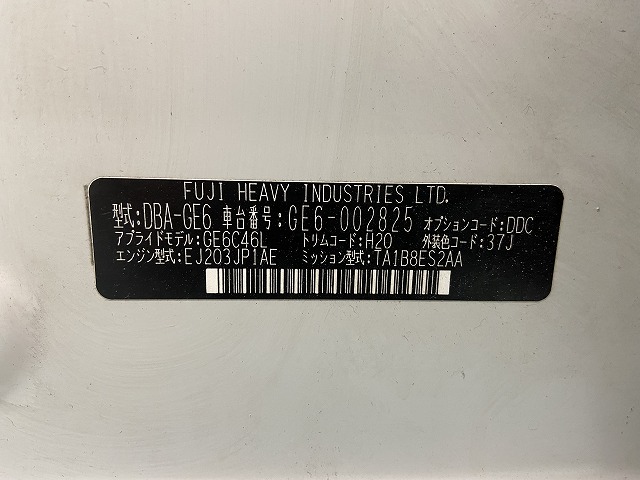 FUJI HEAVY INDUSTRIES LTD.
型式:DBA-GE6 車台番号:GE6-002825 オプションコード:DDC
アプライドモデル:GE6C46L トリムコード:H20 外装色コード:37J
エンジン型式:EJ203JP1AE ミッション型式:TA1B8ES2AA